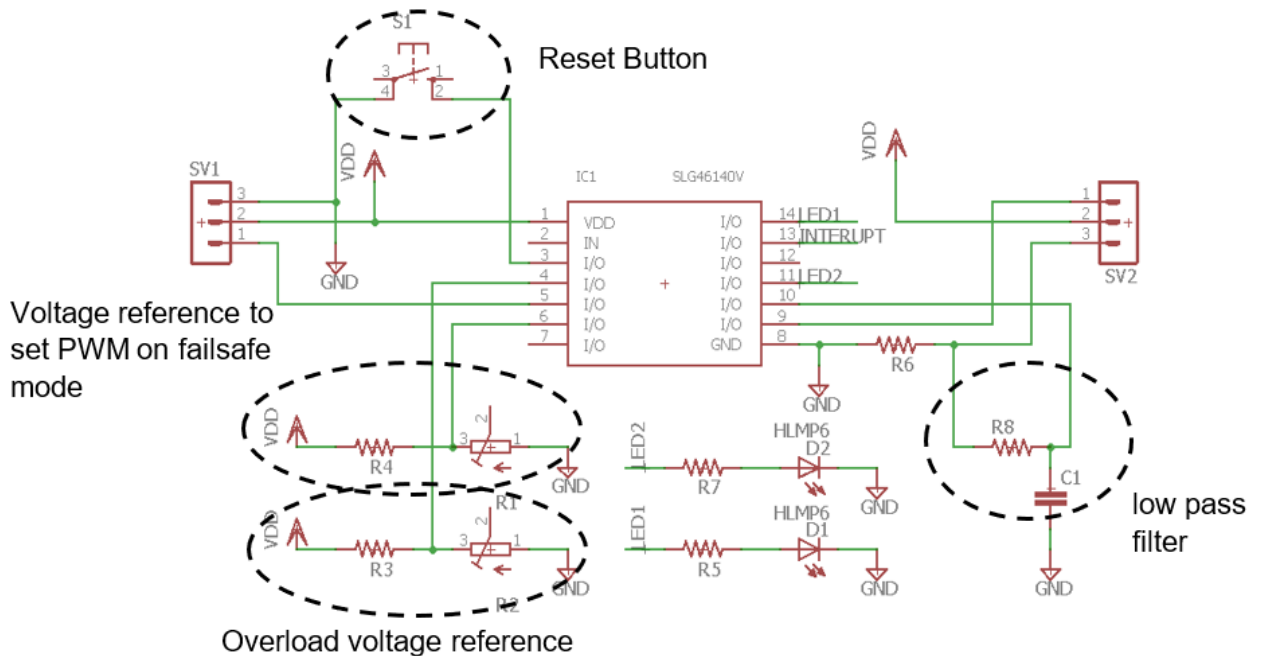 S1
Reset Button
3 1
4 2
VDD
VDD
SV1
IC1 SLG46140V
3
2
1
1 VDD
2 IN
3 I/O
4 I/O
5 I/O
6 I/O
7 I/O
I/O 14 LED1
I/O 13 INTERUPT
I/O 12
I/O 11 LED2
I/O 10
I/O 9
GND 8
1
2
3
SV2
GND
Voltage reference to
set PWM on failsafe
mode
R6
GND
VDD
R4
3 2 1
GND
R1
LED2
R7
HLMP6
D2
GND
R8
C1
low pass
filter
VDD
R3
3 2 1
GND
R2
LED1
R5
HLMP6
D1
GND
GND
Overload voltage reference